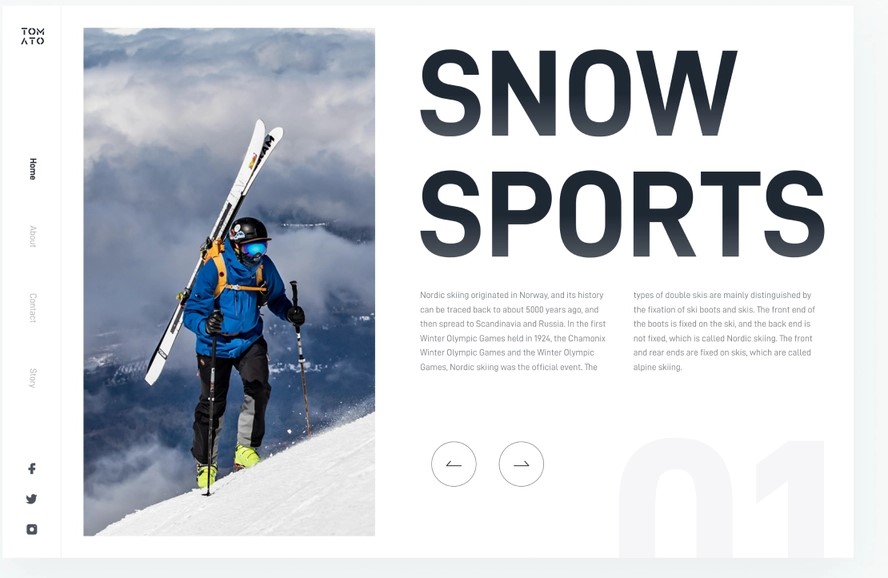 TOM
ATO
Home
About
Contact
Story
SNOW
SPORTS
Nordic skiing originated in Norway, and its history
can be traced back to about 5000 years ago, and
then spread to Scandinavia and Russia. In the first
Winter Olympic Games held in 1924, the Chamonix
Winter Olympic Games and the Winter Olympic
Games, Nordic skiing was the official event. The
types of double skis are mainly distinguished by
the fixation of ski boots and skis. The front end of
the boots is fixed on the ski, and the back end is
not fixed, which is called Nordic skiing. The front
and rear ends are fixed on skis, which are called
alpine skiing.
01